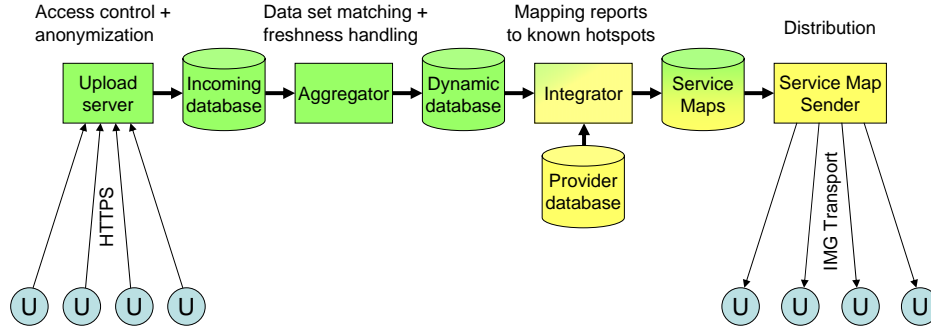 Access control +
anonymization
Data set matching +
freshness handling
Mapping reports
to known hotspots
Distribution
Upload
server
Incoming
database
Aggregator
Dynamic
database
Integrator
Service
Maps
Service Map
Sender
Provider
database
HTTPS
IMG Transport
U
U
U
U
U
U
U
U